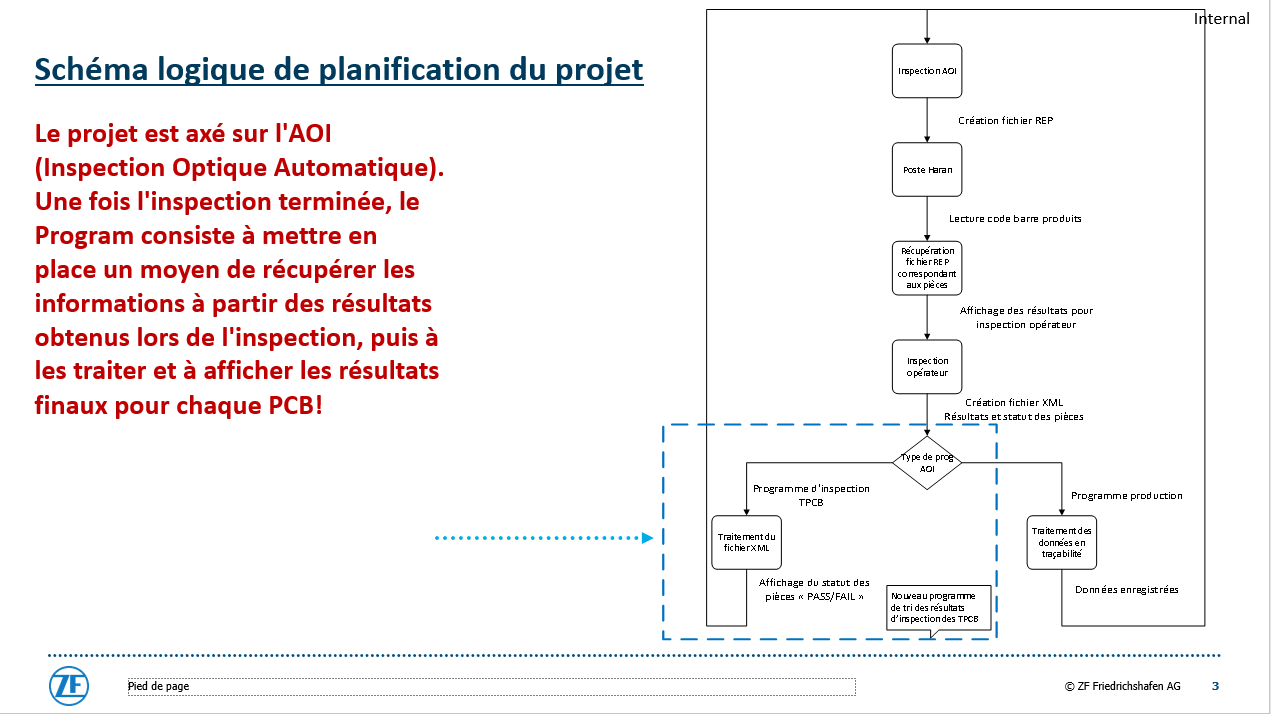 Internal
Schéma logique de planification du projet
Le projet est axé sur l'AOI
(Inspection Optique Automatique).
Une fois l'inspection terminée, le
Program consiste à mettre en
place un moyen de récupérer les
informations à partir des résultats
obtenus lors de l'inspection, puis à
les traiter et à afficher les résultats
finaux pour chaque PCB!
Inspection AOI
Création fichier REP
Poste Haran
Lecture code barre produits
Récupération
fichier REP
correspondant
aux pièces
Affichage des résultats pour
inspection opérateur
Inspection
opérateur
Création fichier XML
Résultats et statut des pièces
Type de prog
AOI
Programme d'inspection
TPCB
Programme production
Traitement du
fichier XML
Traitement des
données en
traçabilité
Affichage du statut des
pièces « PASS/FAIL »
Données enregistrées
Nouveau programme
de tri des résultats
d'inspection des TPCB
ZF
Pied de page
© ZF Friedrichshafen AG
3